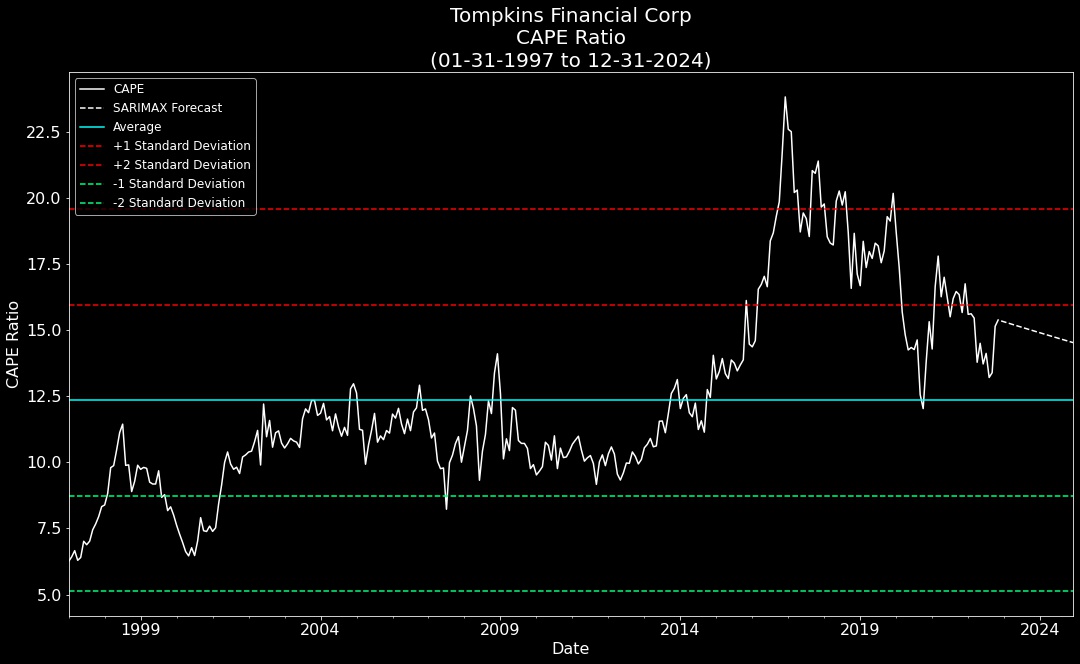 Tompkins Financial Corp
CAPE Ratio
(01-31-1997 to 12-31-2024)
CAPE
SARIMAX Forecast
Average
+1 Standard Deviation
+2 Standard Deviation
-1 Standard Deviation
-2 Standard Deviation
22.5
20.0
17.5
15.0
12.5
10.0
7.5
5.0
CAPE Ratio
1999
2004
2009
2014
2019
2024
Date